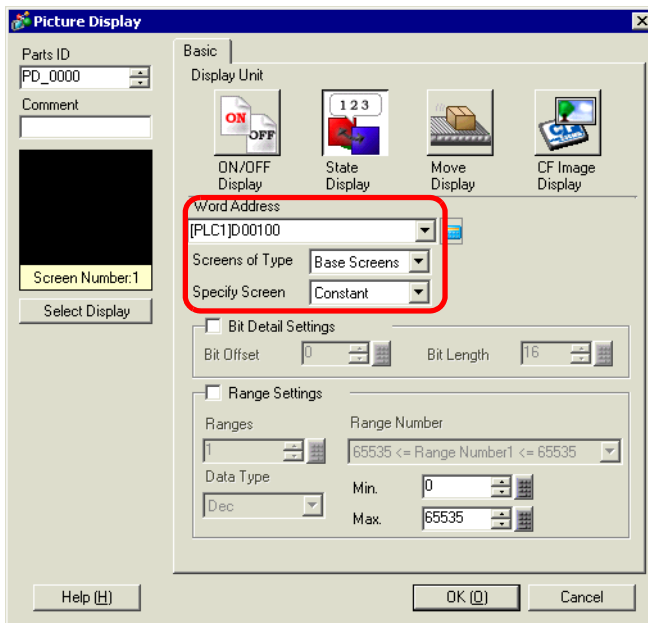 Picture Display
Parts ID
PD_0000
Comment
Screen Number:1
Select Display
Basic
Display Unit
ON
OFF
1 2 3
ON/OFF Display
State Display
Move Display
CF Image Display
Word Address
[PLC1]D00100
Screens of Type Base Screens
Specify Screen Constant
Bit Detail Settings
Bit Offset 0 Bit Length 16
Range Settings
Ranges Range Number
1 65535 <= Range Number1 <= 65535
Data Type
Dec
Min. 0
Max. 65535
Help (H) OK (O) Cancel